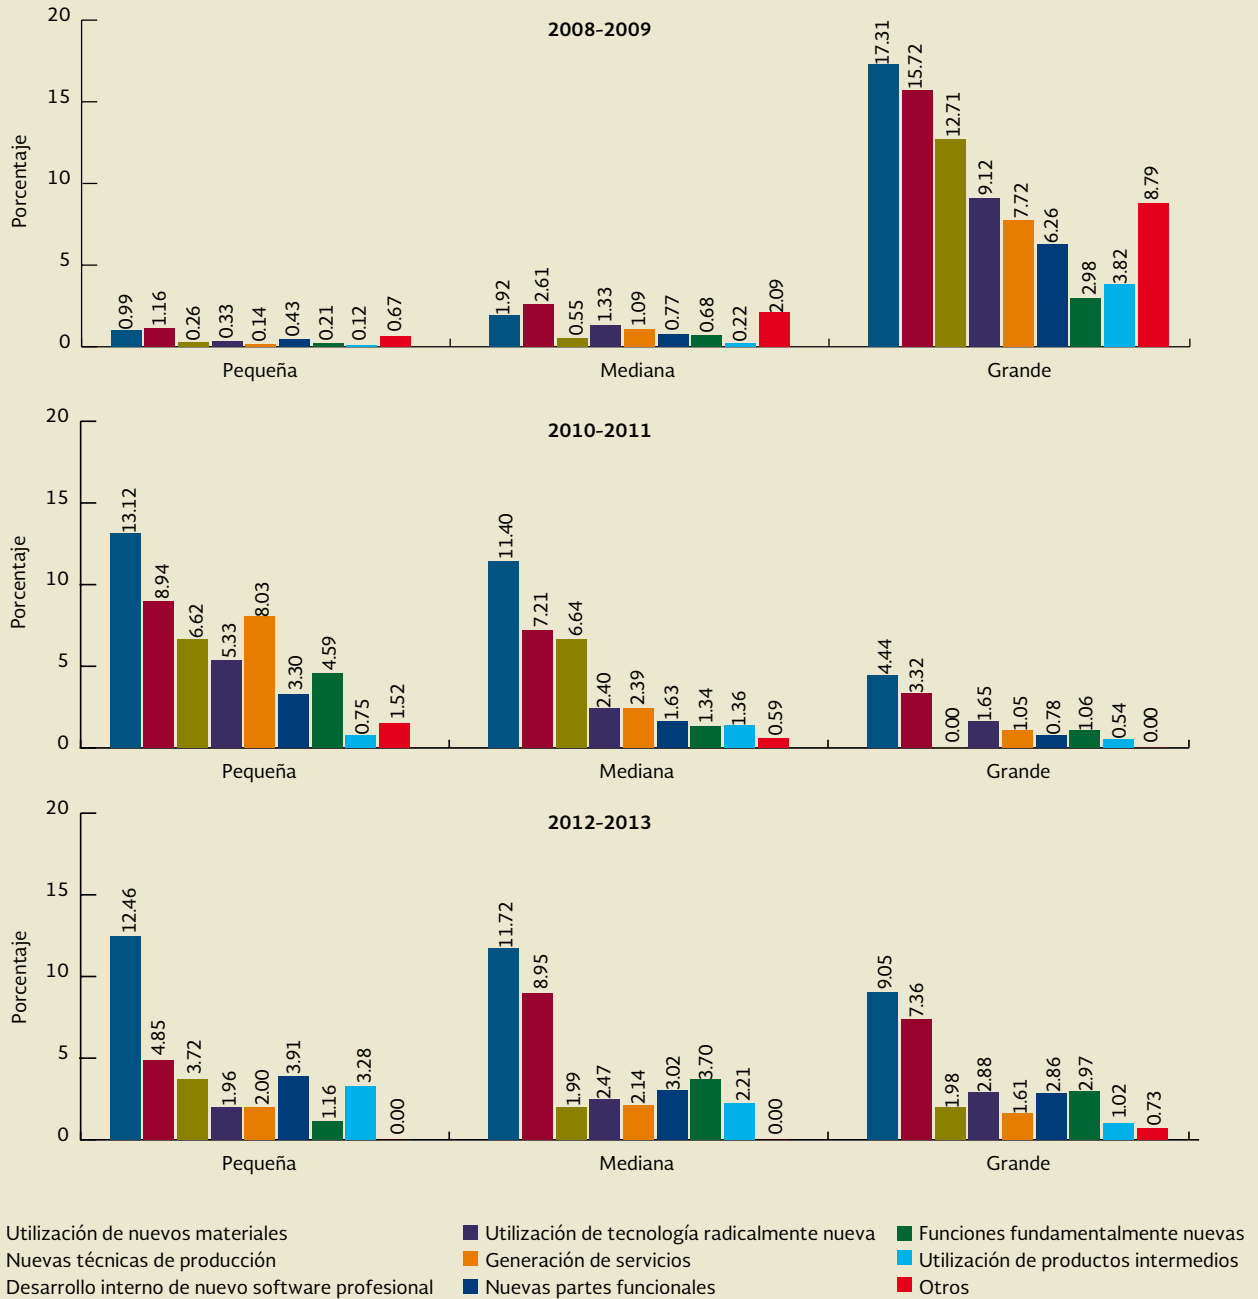 2008-2009
Porcentaje
20
15
10
5
0
0.99 1.16 0.26 0.33 0.14 0.43 0.21 0.12 0.67
1.92 2.61 0.55 1.33 1.09 0.77 0.68 0.22 2.09
17.31 15.72 12.71 9.12 7.72 6.26 2.98 3.82 8.79
Pequeña Mediana Grande
2010-2011
Porcentaje
20
15
10
5
0
13.12 8.94 6.62 5.33 8.03 3.30 4.59 0.75 1.52
11.40 7.21 6.64 2.40 2.39 1.63 1.34 1.36 0.59
4.44 3.32 0.00 1.65 1.05 0.78 1.06 0.54 0.00
Pequeña Mediana Grande
2012-2013
Porcentaje
20
15
10
5
0
12.46 4.85 3.72 1.96 2.00 3.91 1.16 3.28 0.00
11.72 8.95 1.99 2.47 2.14 3.02 3.70 2.21 0.00
9.05 7.36 1.98 2.88 1.61 2.86 2.97 1.02 0.73
Pequeña Mediana Grande
Utilización de nuevos materiales
Nuevas técnicas de producción
Desarrollo interno de nuevo software profesional
Utilización de tecnología radicalmente nueva
Generación de servicios
Nuevas partes funcionales
Funciones fundamentalmente nuevas
Utilización de productos intermedios
Otros